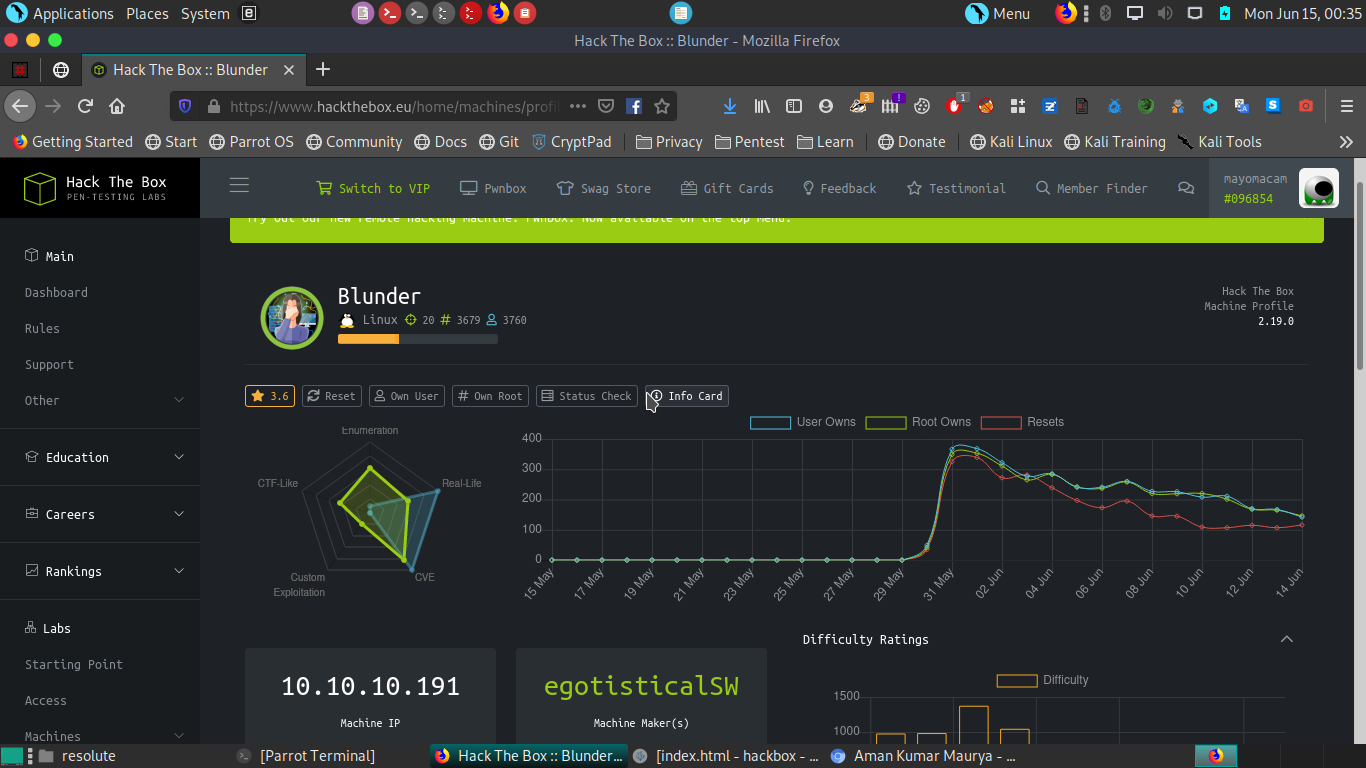 Applications Places System Menu Mon Jun 15, 00:35
Hack The Box :: Blunder - Mozilla Firefox
Hack The Box :: Blunder
https://www.hackthebox.eu/home/machines/profi
3 ! 1
Getting Started Start Parrot OS Community Docs Git CryptPad Privacy Pentest Learn Donate Kali Linux Kali Training Kali Tools
Hack The Box
PEN-TESTING LABS
Switch to VIP Pwnbox Swag Store Gift Cards Feedback Testimonial Member Finder
mayomacam
#096854
Try out our new remote hacking machine: Pwnbox. Now available on the top menu.
Main
Dashboard
Rules
Support
Other
Education
Careers
Rankings
Labs
Starting Point
Access
Machines
Blunder
Linux 20 # 3679 3760
Hack The Box
Machine Profile
2.19.0
3.6 Reset Own User # Own Root Status Check Info Card
Enumeration
CTF-Like
Real-Life
Custom
Exploitation
CVE
User Owns Root Owns Resets
400
300
200
100
0
15 May 17 May 19 May 21 May 23 May 25 May 27 May 29 May 31 May 02 Jun 04 Jun 06 Jun 08 Jun 10 Jun 12 Jun 14 Jun
10.10.10.191
Machine IP
egotisticalSW
Machine Maker(s)
Difficulty Ratings
Difficulty
1500
1000
resolute [Parrot Terminal] Hack The Box :: Blunder... [index.html - hackbox - ... Aman Kumar Maurya - ...